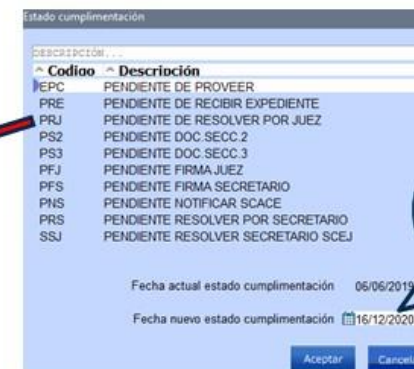 Estado cumplimentación
DESCRIPCIÓN...
^ Codigo ^ Descripción
EPC PENDIENTE DE PROVEER
PRE PENDIENTE DE RECIBIR EXPEDIENTE
PRJ PENDIENTE DE RESOLVER POR JUEZ
PS2 PENDIENTE DOC.SECC.2
PS3 PENDIENTE DOC.SECC.3
PFJ PENDIENTE FIRMA JUEZ
PFS PENDIENTE FIRMA SECRETARIO
PNS PENDIENTE NOTIFICAR SCACE
PRS PENDIENTE RESOLVER POR SECRETARIO
SSJ PENDIENTE RESOLVER SECRETARIO SCEJ
Fecha actual estado cumplimentación 06/06/2019
Fecha nuevo estado cumplimentación 16/12/2020
Aceptar Cancela